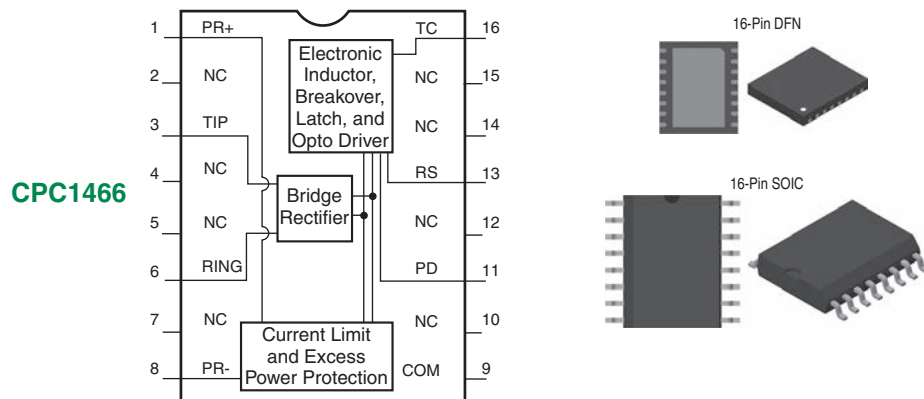 CPC1466
1
PR+
2
NC
3
TIP
4
NC
5
NC
6
RING
7
NC
8
PR-
Electronic
Inductor,
Breakover,
Latch, and
Opto Driver
Bridge
Rectifier
Current Limit
and Excess
Power Protection
TC
16
NC
15
NC
14
RS
13
NC
12
PD
11
NC
10
COM
9
16-Pin DFN
16-Pin SOIC